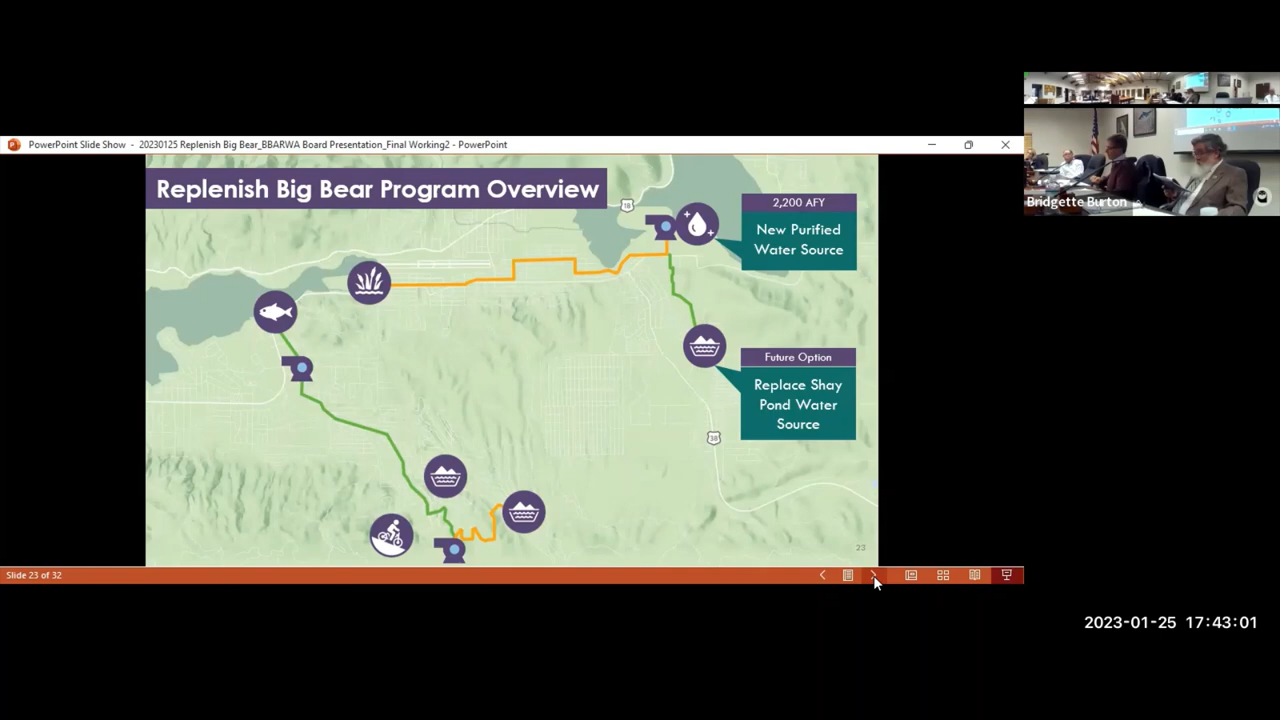 PowerPoint Slide Show - 20230125 Replenish Big Bear_BBARWA Board Presentation_Final Working2 - PowerPoint
Replenish Big Bear Program Overview
18
2,200 AFY
New Purified
Water Source
Future Option
Replace Shay
Pond Water
Source
38
23
Slide 23 of 32
Bridgette Burton
2023-01-25 17:43:01